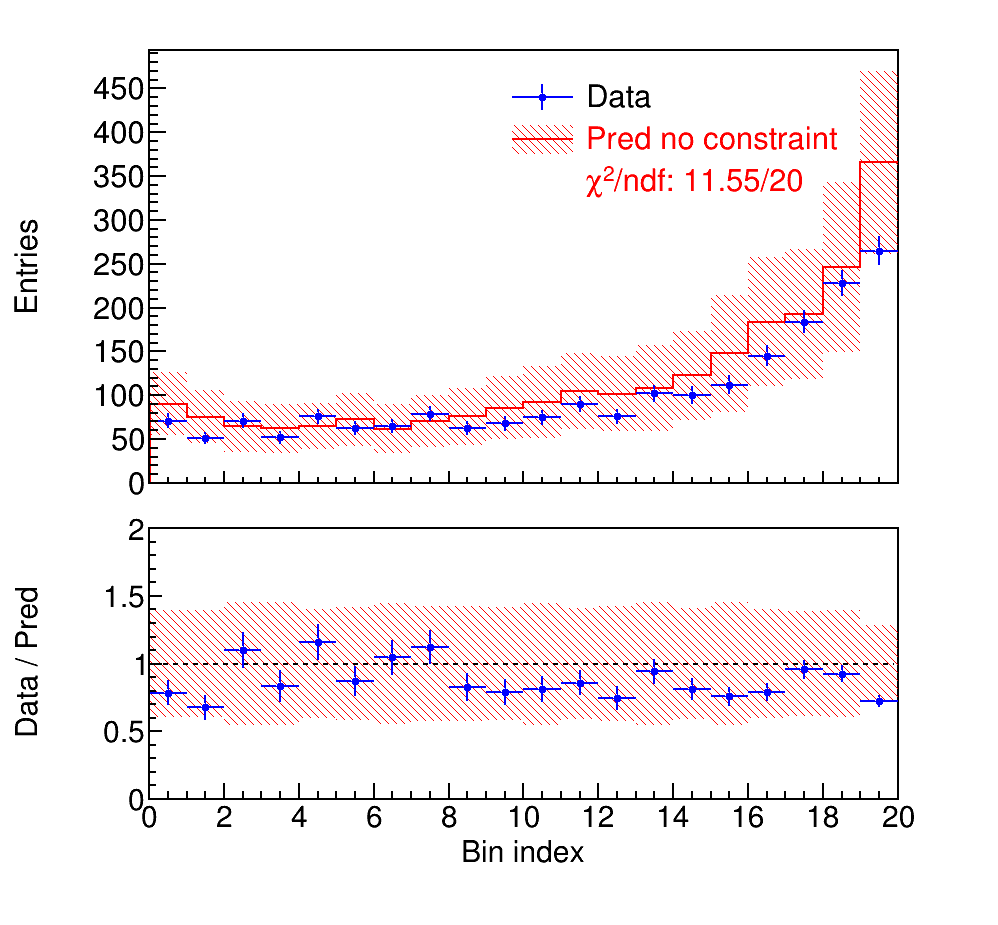 450
400
350
300
250
200
150
100
50
0
Entries
Data
Pred no constraint
χ²/ndf: 11.55/20
2
1.5
1
0.5
0
Data / Pred
0 2 4 6 8 10 12 14 16 18 20
Bin index